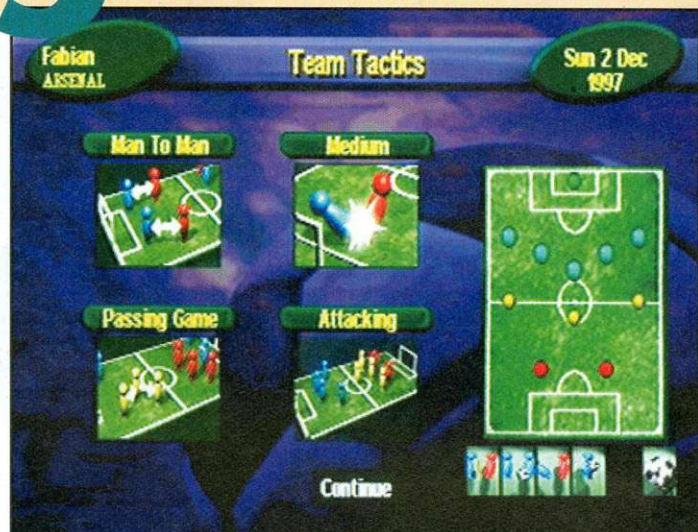 Fabian
ARSENAL
Team Tactics
Sun 2 Dec
1997
Man To Man
Medium
Passing Game
Attacking
Continue